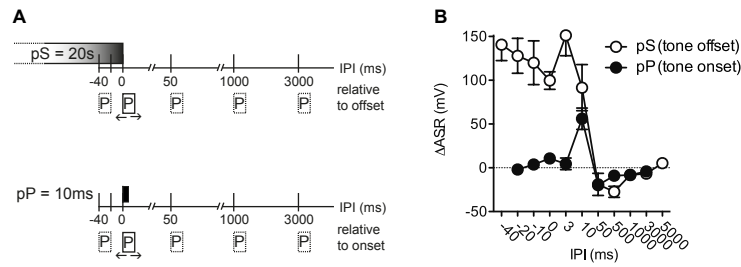 A
pS = 20s
-40 0 50 1000 3000
IPI (ms)
relative
to offset
P P P P P
pP = 10ms
-40 0 50 1000 3000
IPI (ms)
relative
to onset
P P P P P
B
pS (tone offset)
pP (tone onset)
ΔASR (mV)
150
100
50
0
-50
-40 -20 -10 0 3 10 50 500 1000 3000 5000
IPI (ms)